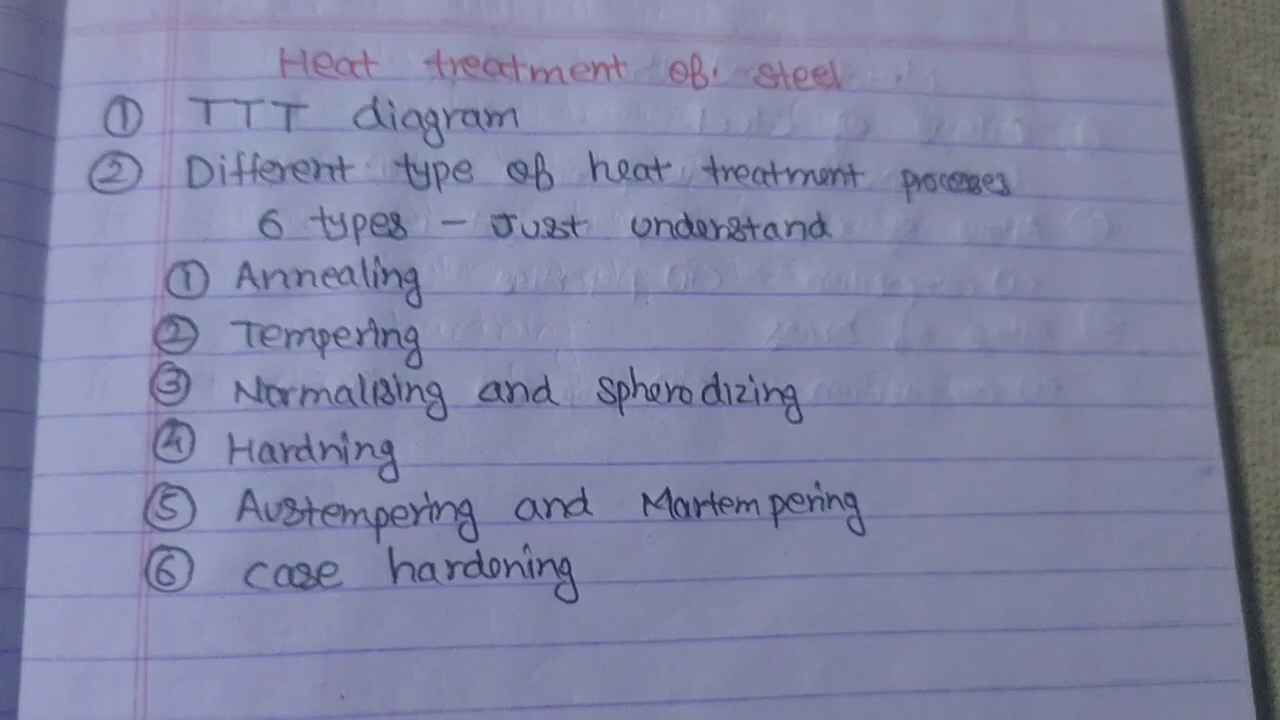 Heat treatment of steel
① TTT diagram
② Different type of heat treatment processes
6 types - Just understand
① Annealing
② Tempering
③ Normalising and spherodizing
④ Hardning
⑤ Austempering and Martempering
⑥ case hardening